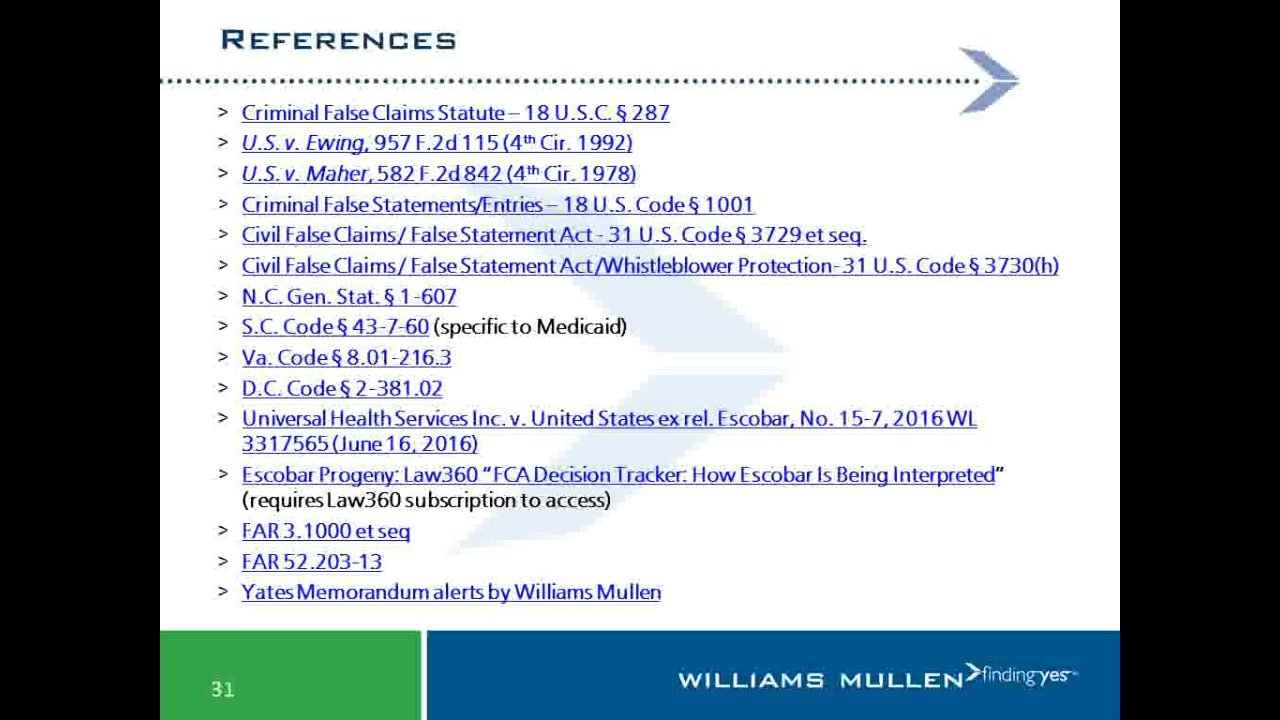 REFERENCES
> Criminal False Claims Statute – 18 U.S.C. § 287
> U.S. v. Ewing, 957 F.2d 115 (4th Cir. 1992)
> U.S. v. Maher, 582 F.2d 842 (4th Cir. 1978)
> Criminal False Statements/Entries – 18 U.S. Code § 1001
> Civil False Claims / False Statement Act - 31 U.S. Code § 3729 et seq.
> Civil False Claims / False Statement Act /Whistleblower Protection- 31 U.S. Code § 3730(h)
> N.C. Gen. Stat. § 1-607
> S.C. Code § 43-7-60 (specific to Medicaid)
> Va. Code § 8.01-216.3
> D.C. Code § 2-381.02
> Universal Health Services Inc. v. United States ex rel. Escobar, No. 15-7, 2016 WL
3317565 (June 16, 2016)
> Escobar Progeny: Law360 “FCA Decision Tracker: How Escobar Is Being Interpreted”
(requires Law360 subscription to access)
> FAR 3.1000 et seq
> FAR 52.203-13
> Yates Memorandum alerts by Williams Mullen
31
WILLIAMS MULLEN findingyes℠